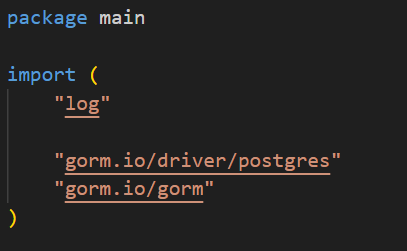 package main
import (
"log"
"gorm.io/driver/postgres"
"gorm.io/gorm"
)